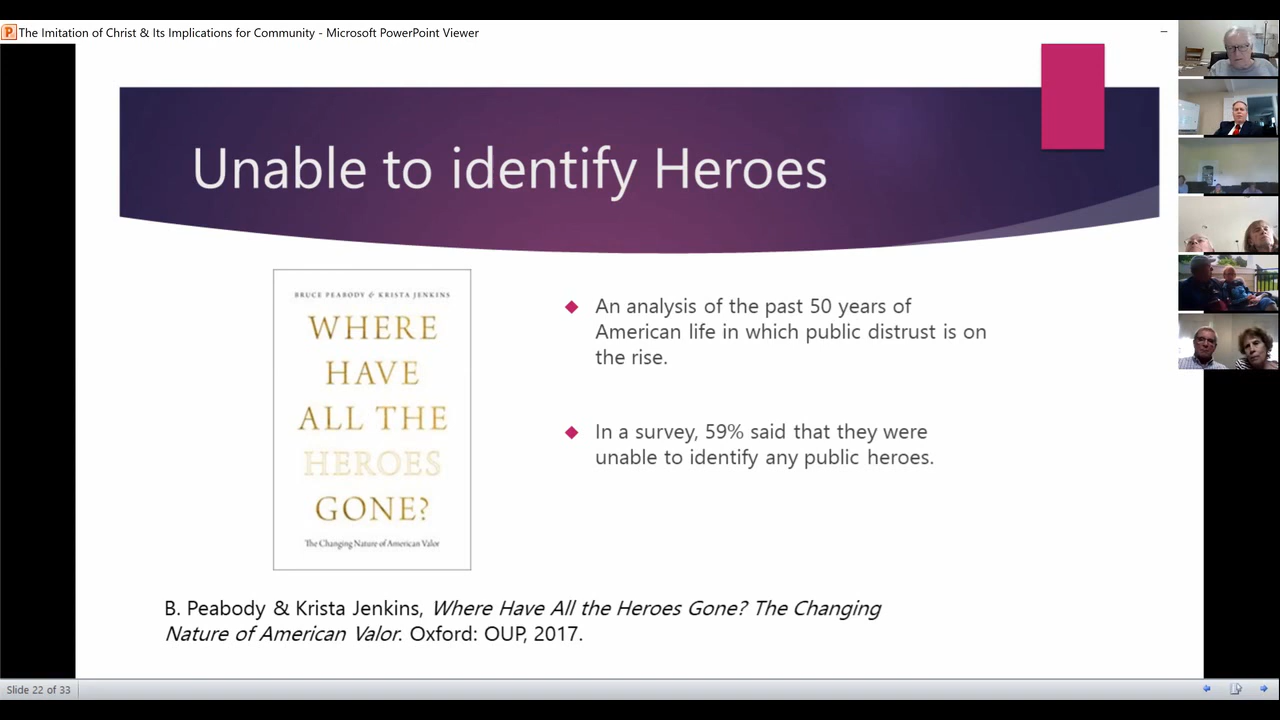 The Imitation of Christ & Its Implications for Community - Microsoft PowerPoint Viewer
Unable to identify Heroes
BRUCE PEABODY & KRISTA JENKINS
WHERE
HAVE
ALL THE
HEROES
GONE?
The Changing Nature of American Valor
An analysis of the past 50 years of
American life in which public distrust is on
the rise.
In a survey, 59% said that they were
unable to identify any public heroes.
B. Peabody & Krista Jenkins, Where Have All the Heroes Gone? The Changing
Nature of American Valor. Oxford: OUP, 2017.
Slide 22 of 33